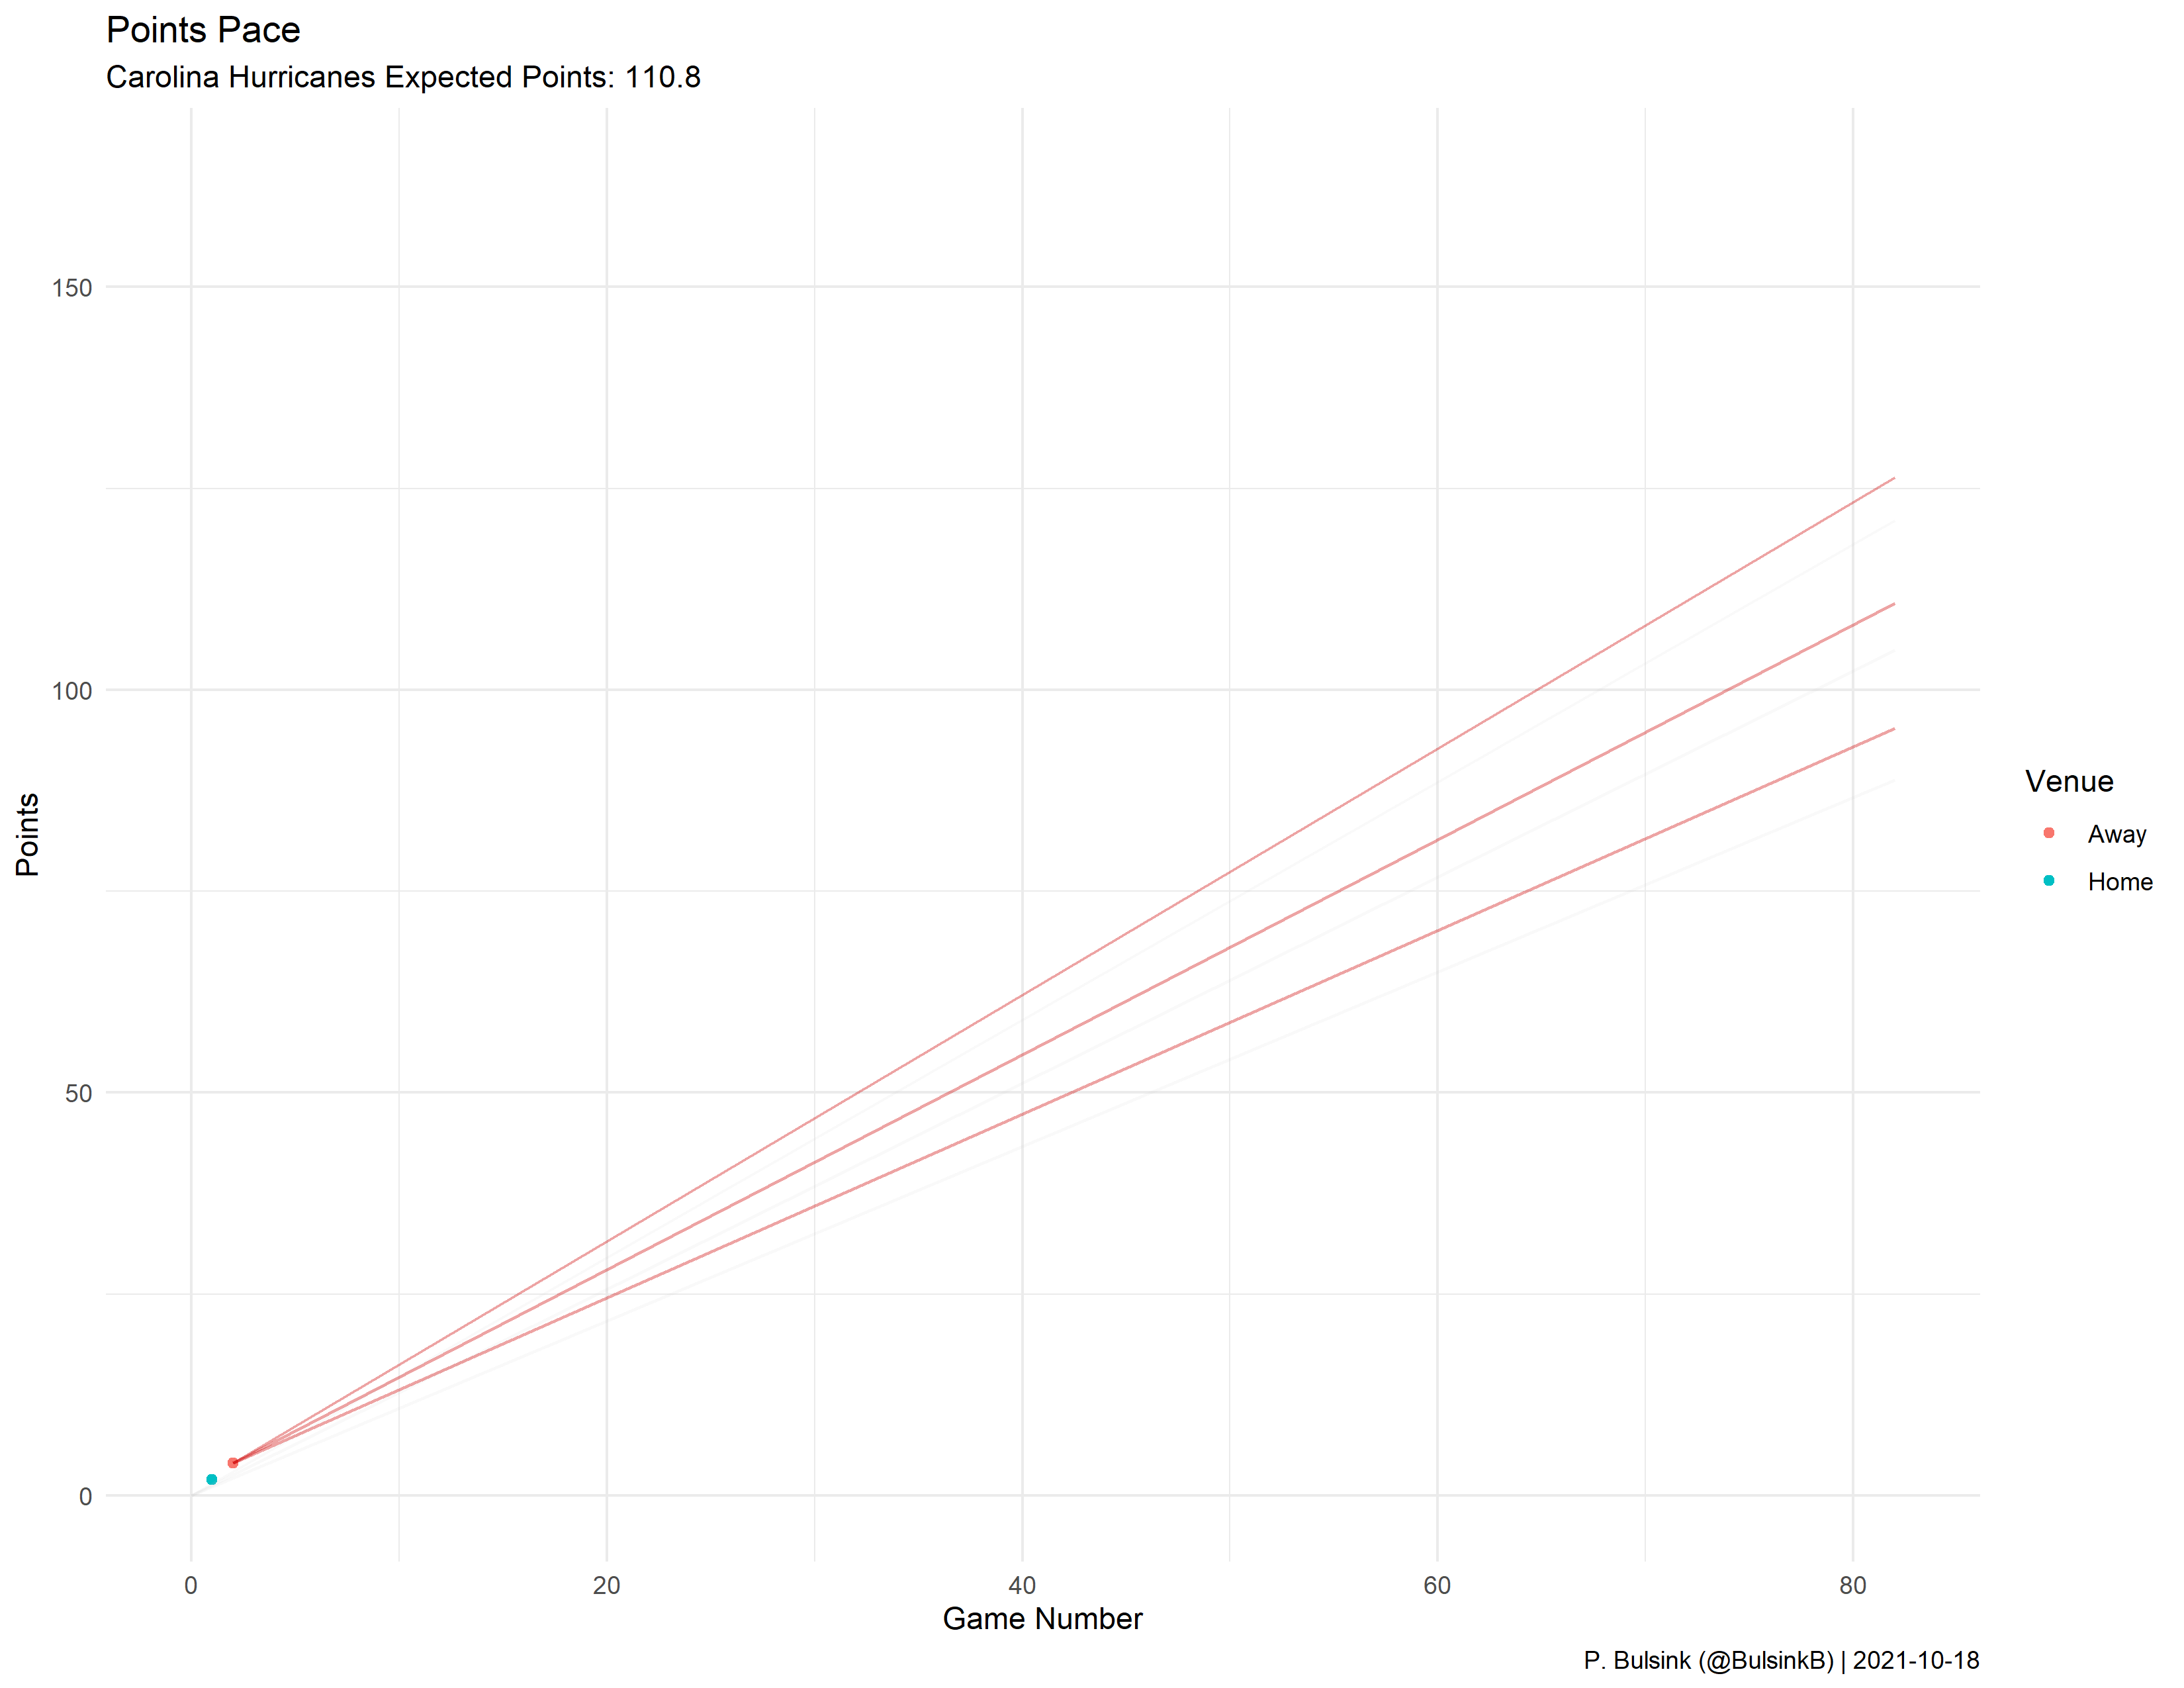 Points Pace
Carolina Hurricanes Expected Points: 110.8
150
100
50
0
Points
0 20 40 60 80
Game Number
Venue
Away
Home
P. Bulsink (@BulsinkB) | 2021-10-18